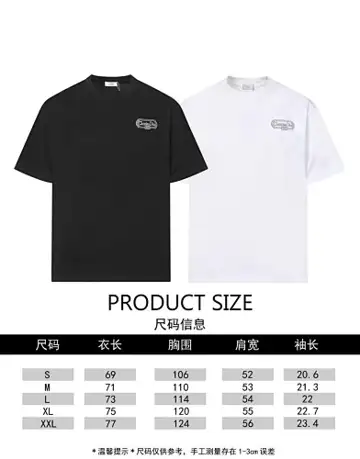 PRODUCT SIZE
尺码信息
尺码 衣长 胸围 肩宽 袖长
S 69 106 52 20.6
M 71 110 53 21.3
L 73 114 54 22
XL 75 120 55 22.7
XXL 77 124 56 23.4
*温馨提示*尺码仅供参考，手工测量存在1-3cm误差